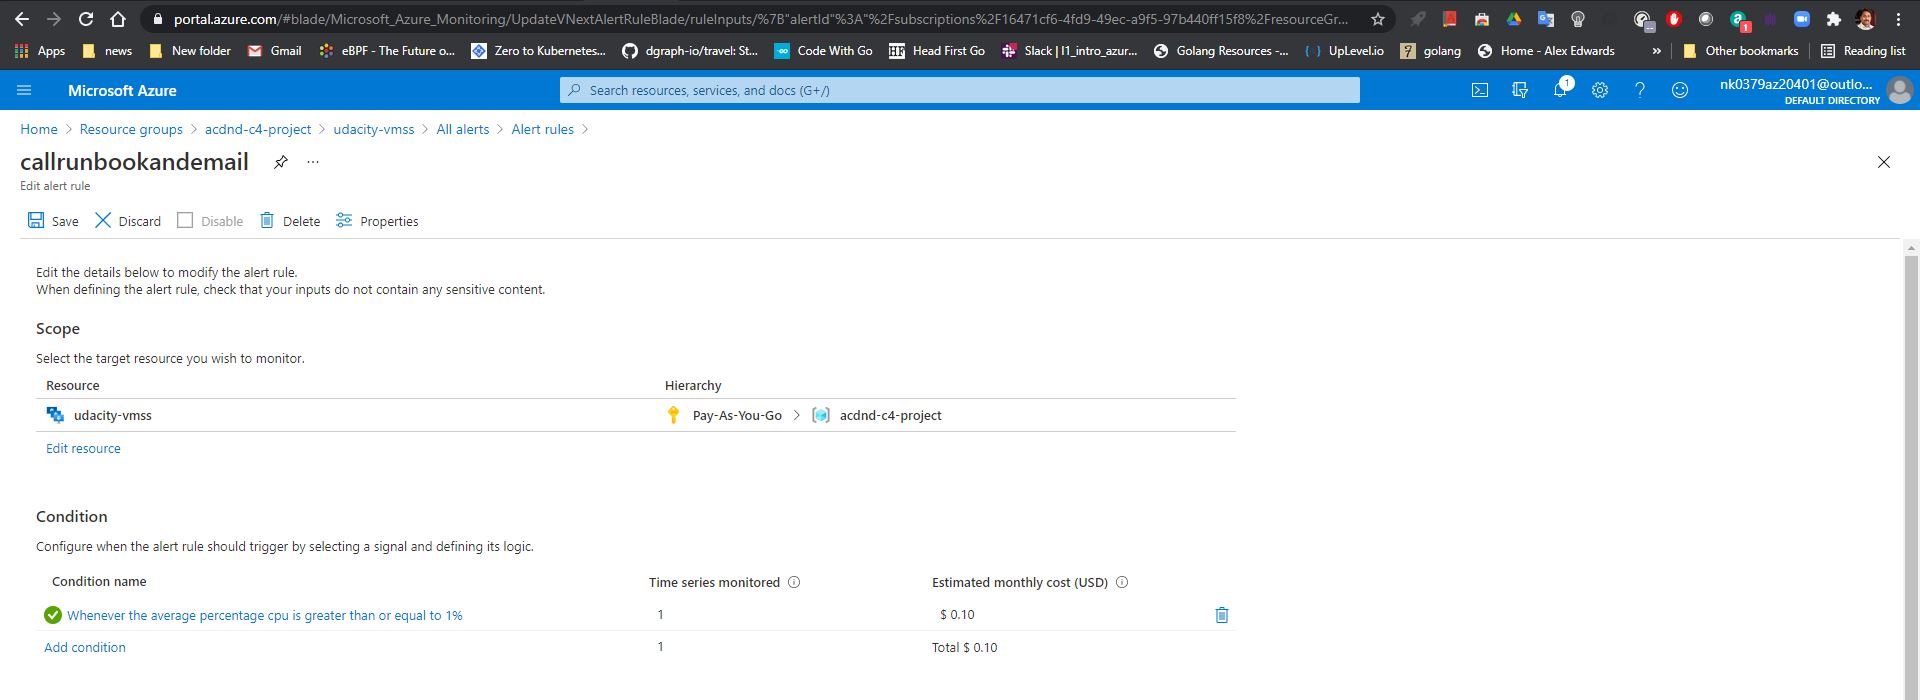 portal.azure.com/#blade/Microsoft_Azure_Monitoring/UpdateVNextAlertRuleBlade/ruleInputs/%7B"alertId"%3A"%2Fsubscriptions%2F16471cf6-4fd9-49ec-a9f5-97b440ff15f8%2FresourceGr...
Apps news New folder Gmail eBPF - The Future o... Zero to Kubernetes... dgraph-io/travel: St... Code With Go Head First Go Slack | l1_intro_azur... Golang Resources -... UpLevel.io golang Home - Alex Edwards » Other bookmarks Reading list
Microsoft Azure
Search resources, services, and docs (G+/)
1
nk0379az20401@outlo...
DEFAULT DIRECTORY
Home > Resource groups > acdnd-c4-project > udacity-vmss > All alerts > Alert rules >
callrunbookandemail ...
Edit alert rule
Save Discard Disable Delete Properties
Edit the details below to modify the alert rule.
When defining the alert rule, check that your inputs do not contain any sensitive content.
Scope
Select the target resource you wish to monitor.
Resource Hierarchy
udacity-vmss Pay-As-You-Go > acdnd-c4-project
Edit resource
Condition
Configure when the alert rule should trigger by selecting a signal and defining its logic.
Condition name Time series monitored Estimated monthly cost (USD)
Whenever the average percentage cpu is greater than or equal to 1% 1 $ 0.10
Add condition 1 Total $ 0.10